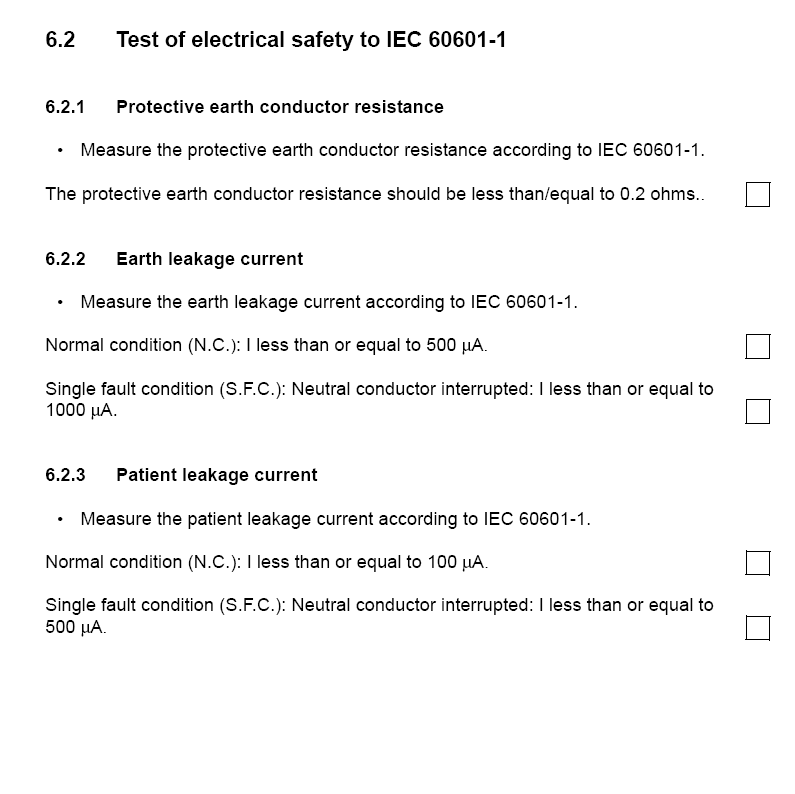 6.2 Test of electrical safety to IEC 60601-1
6.2.1 Protective earth conductor resistance
• Measure the protective earth conductor resistance according to IEC 60601-1.
The protective earth conductor resistance should be less than/equal to 0.2 ohms..
6.2.2 Earth leakage current
• Measure the earth leakage current according to IEC 60601-1.
Normal condition (N.C.): I less than or equal to 500 µA.
Single fault condition (S.F.C.): Neutral conductor interrupted: I less than or equal to
1000 µA.
6.2.3 Patient leakage current
• Measure the patient leakage current according to IEC 60601-1.
Normal condition (N.C.): I less than or equal to 100 µA.
Single fault condition (S.F.C.): Neutral conductor interrupted: I less than or equal to
500 µA.